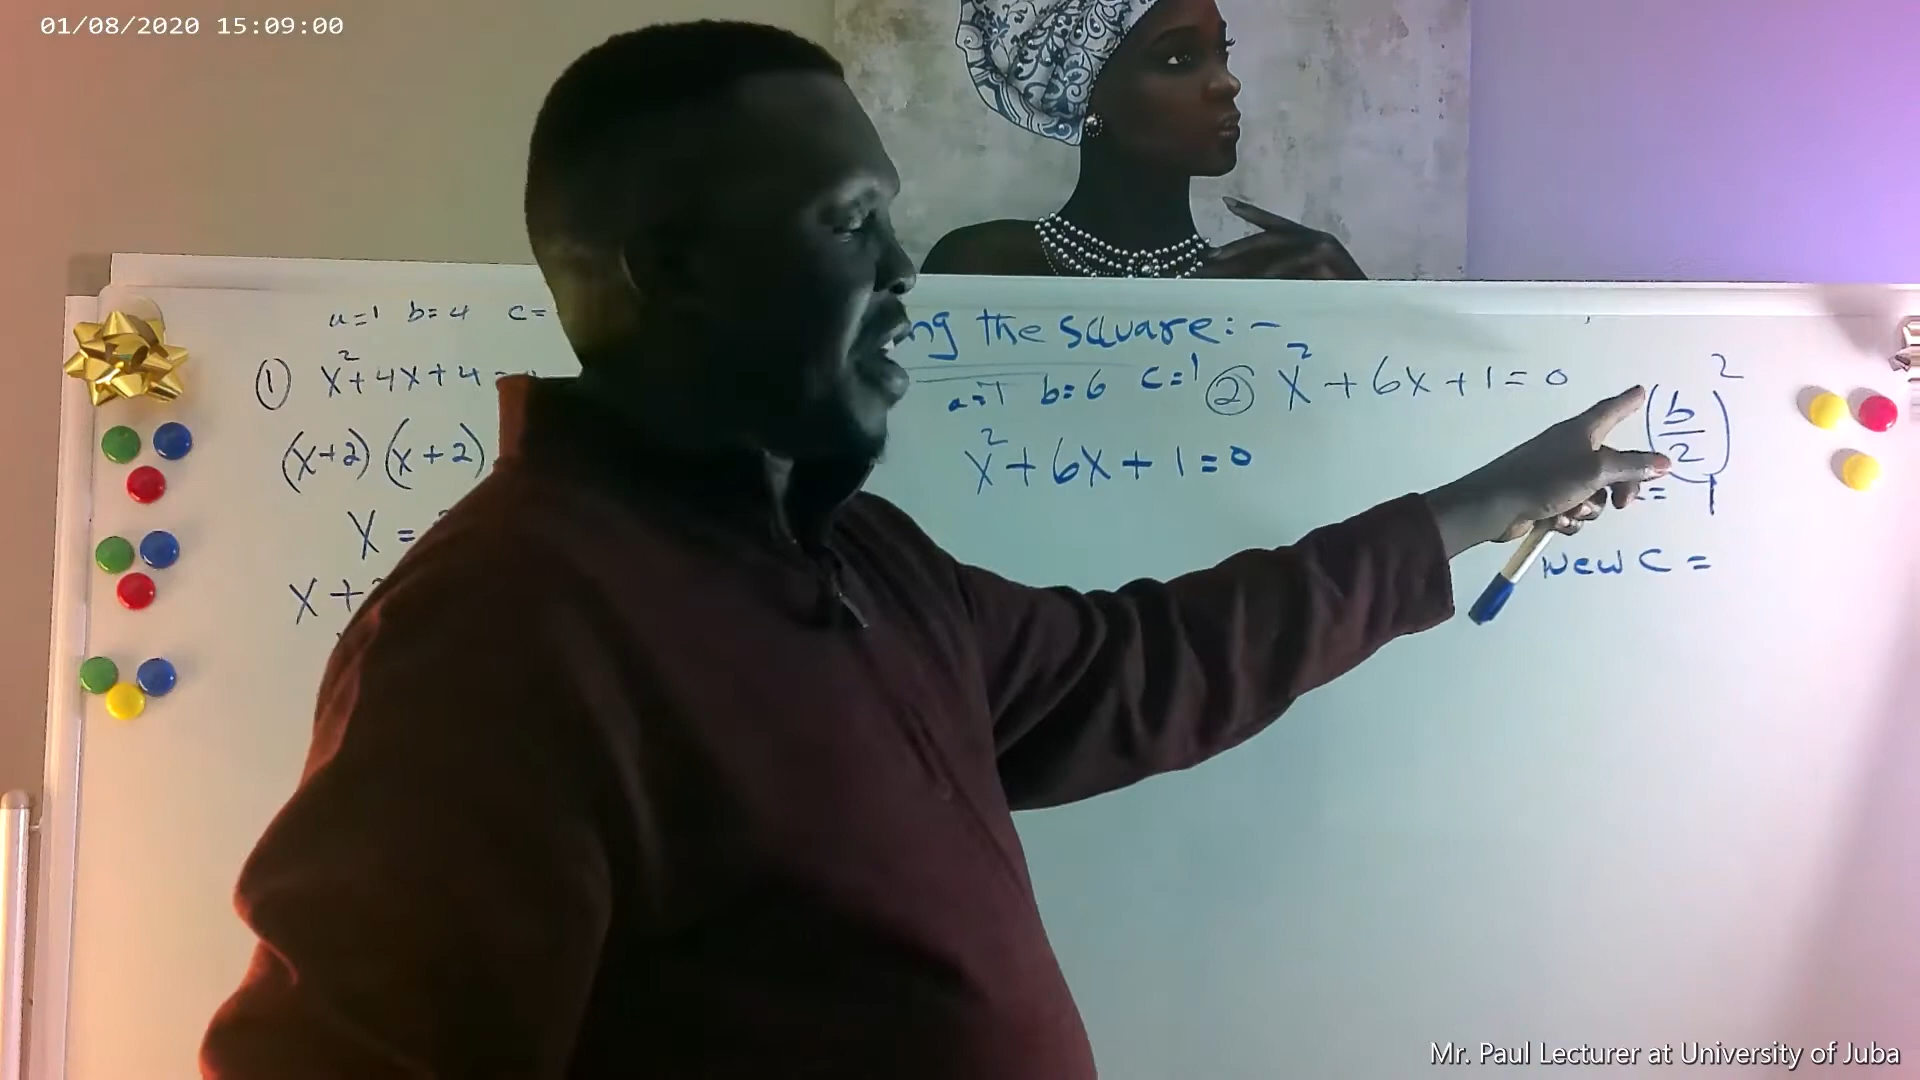 01/08/2020 15:09:00
a=1 b=4 c=
ng the square:-
① x²+4x+4
a=1 b=6 c=1
② x²+6x+1=0
(b/2)²
(x+2)(x+2)
x²+6x+1=0
= 1
x =
New C =
x+
Mr. Paul Lecturer at University of Juba